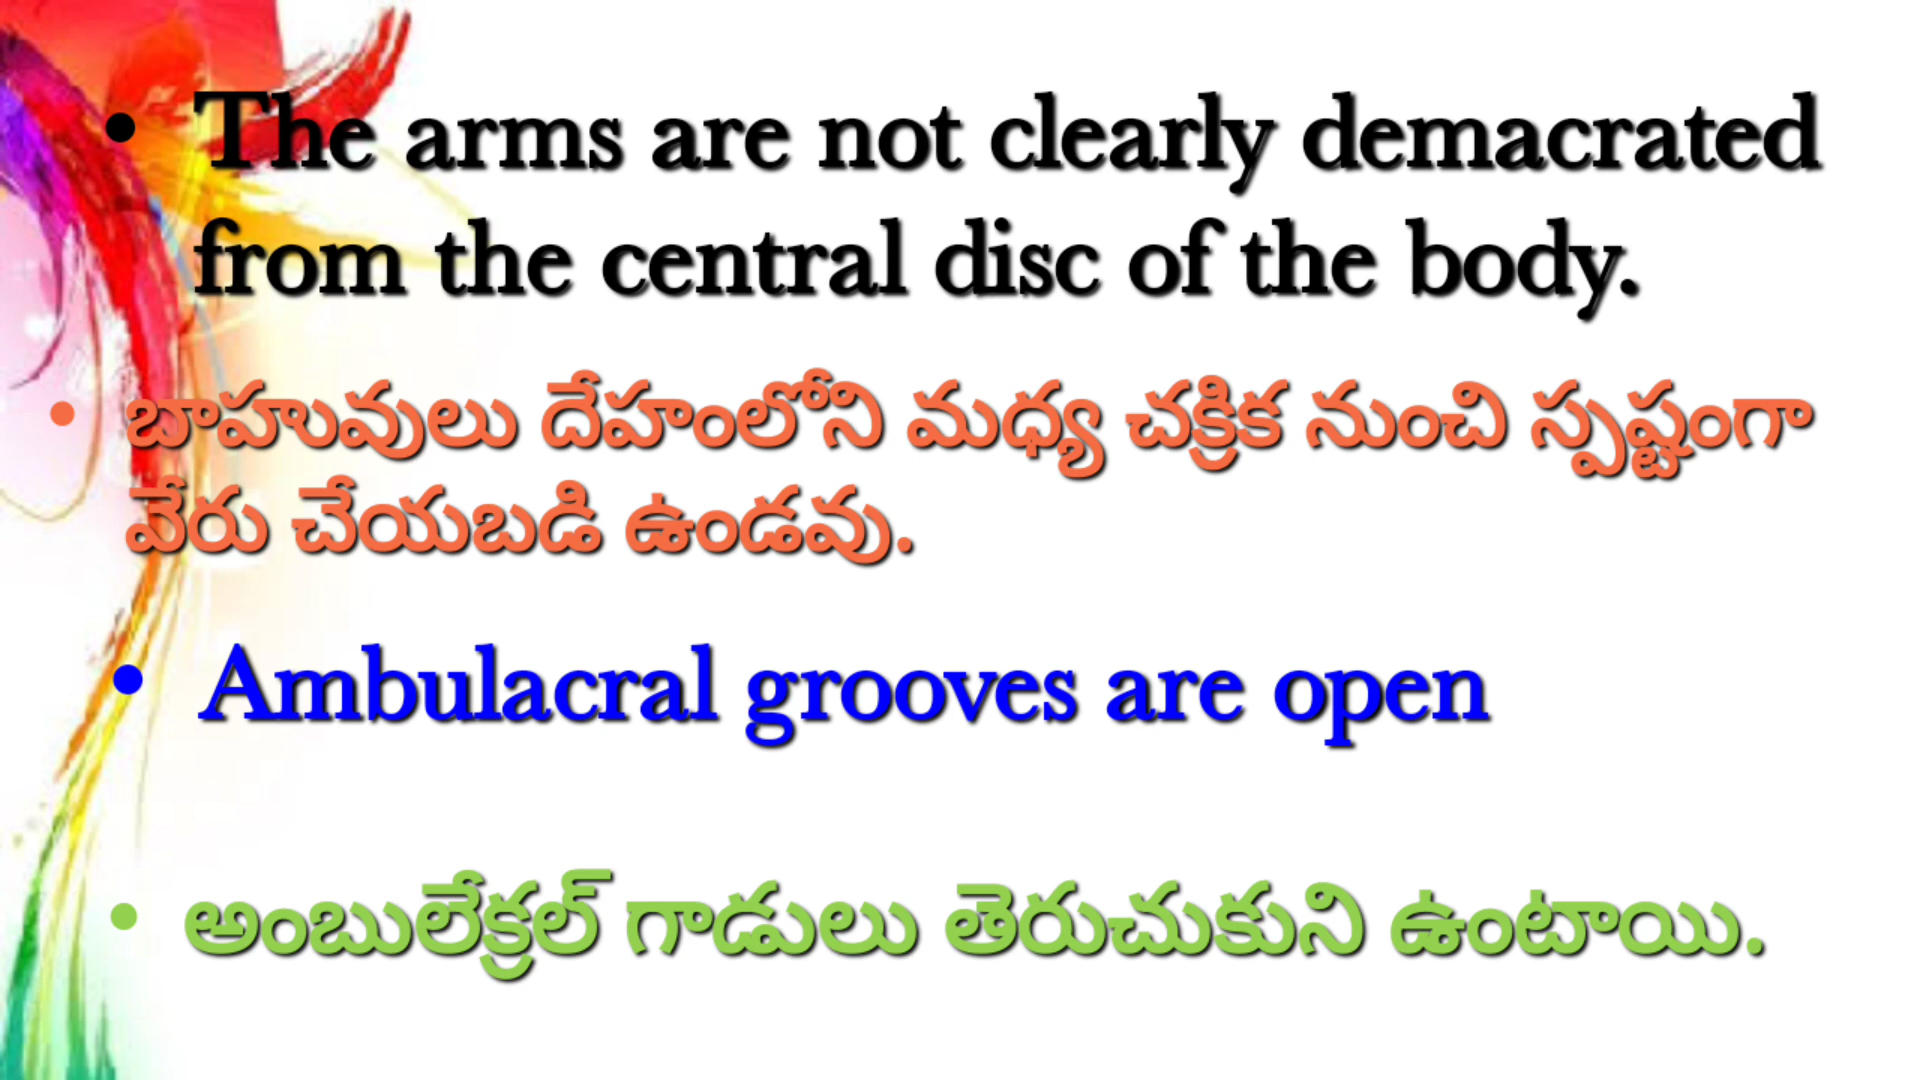 • The arms are not clearly demacrated
from the central disc of the body.
• బాహువులు దేహంలోని మధ్య చక్రిక నుంచి స్పష్టంగా
వేరు చేయబడి ఉండవు.
• Ambulacral grooves are open
• అంబులేక్రల్ గాడులు తెరుచుకుని ఉంటాయి.